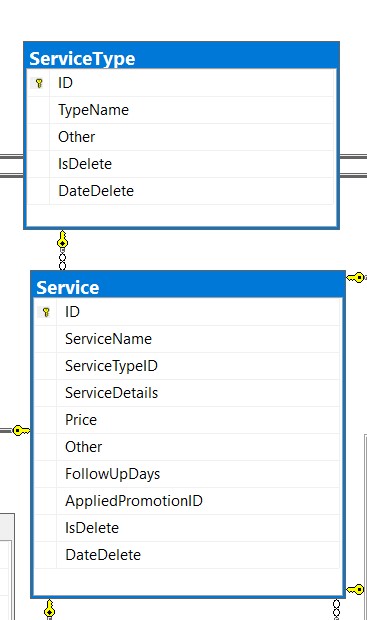 ServiceType
ID
TypeName
Other
IsDelete
DateDelete
Service
ID
ServiceName
ServiceTypeID
ServiceDetails
Price
Other
FollowUpDays
AppliedPromotionID
IsDelete
DateDelete